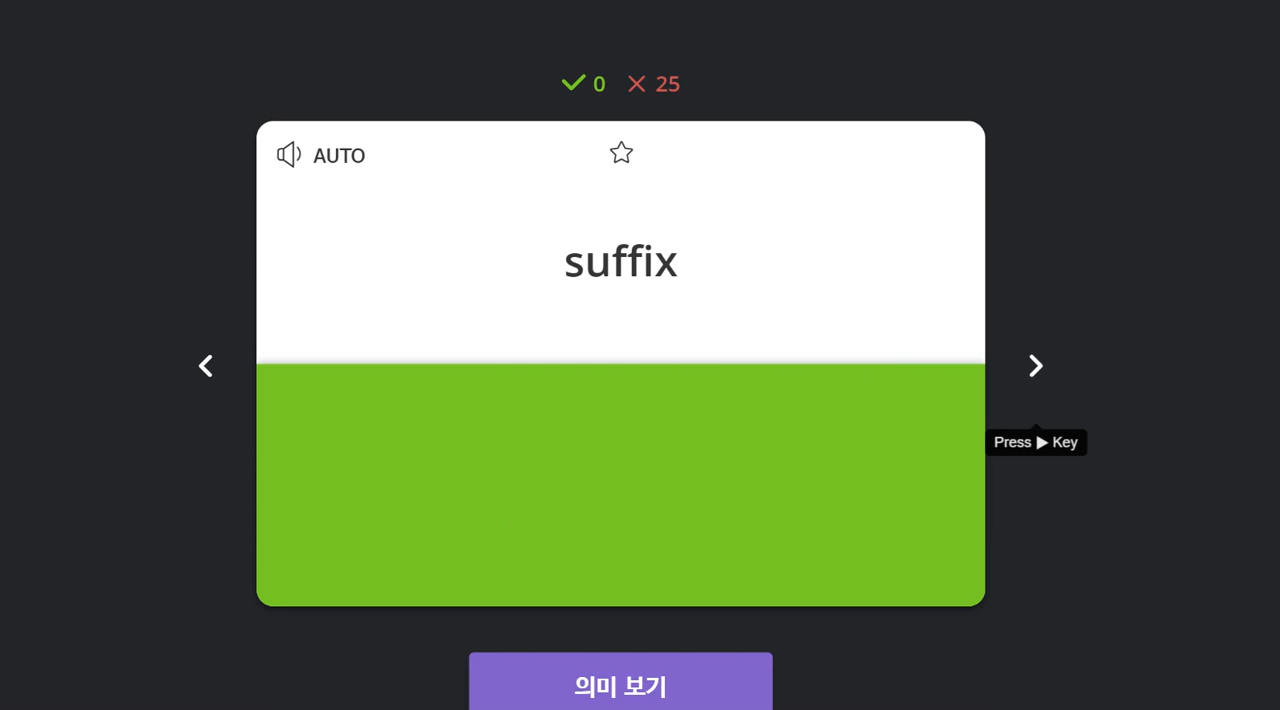 0 25
AUTO
suffix
Press ▶ Key
의미 보기